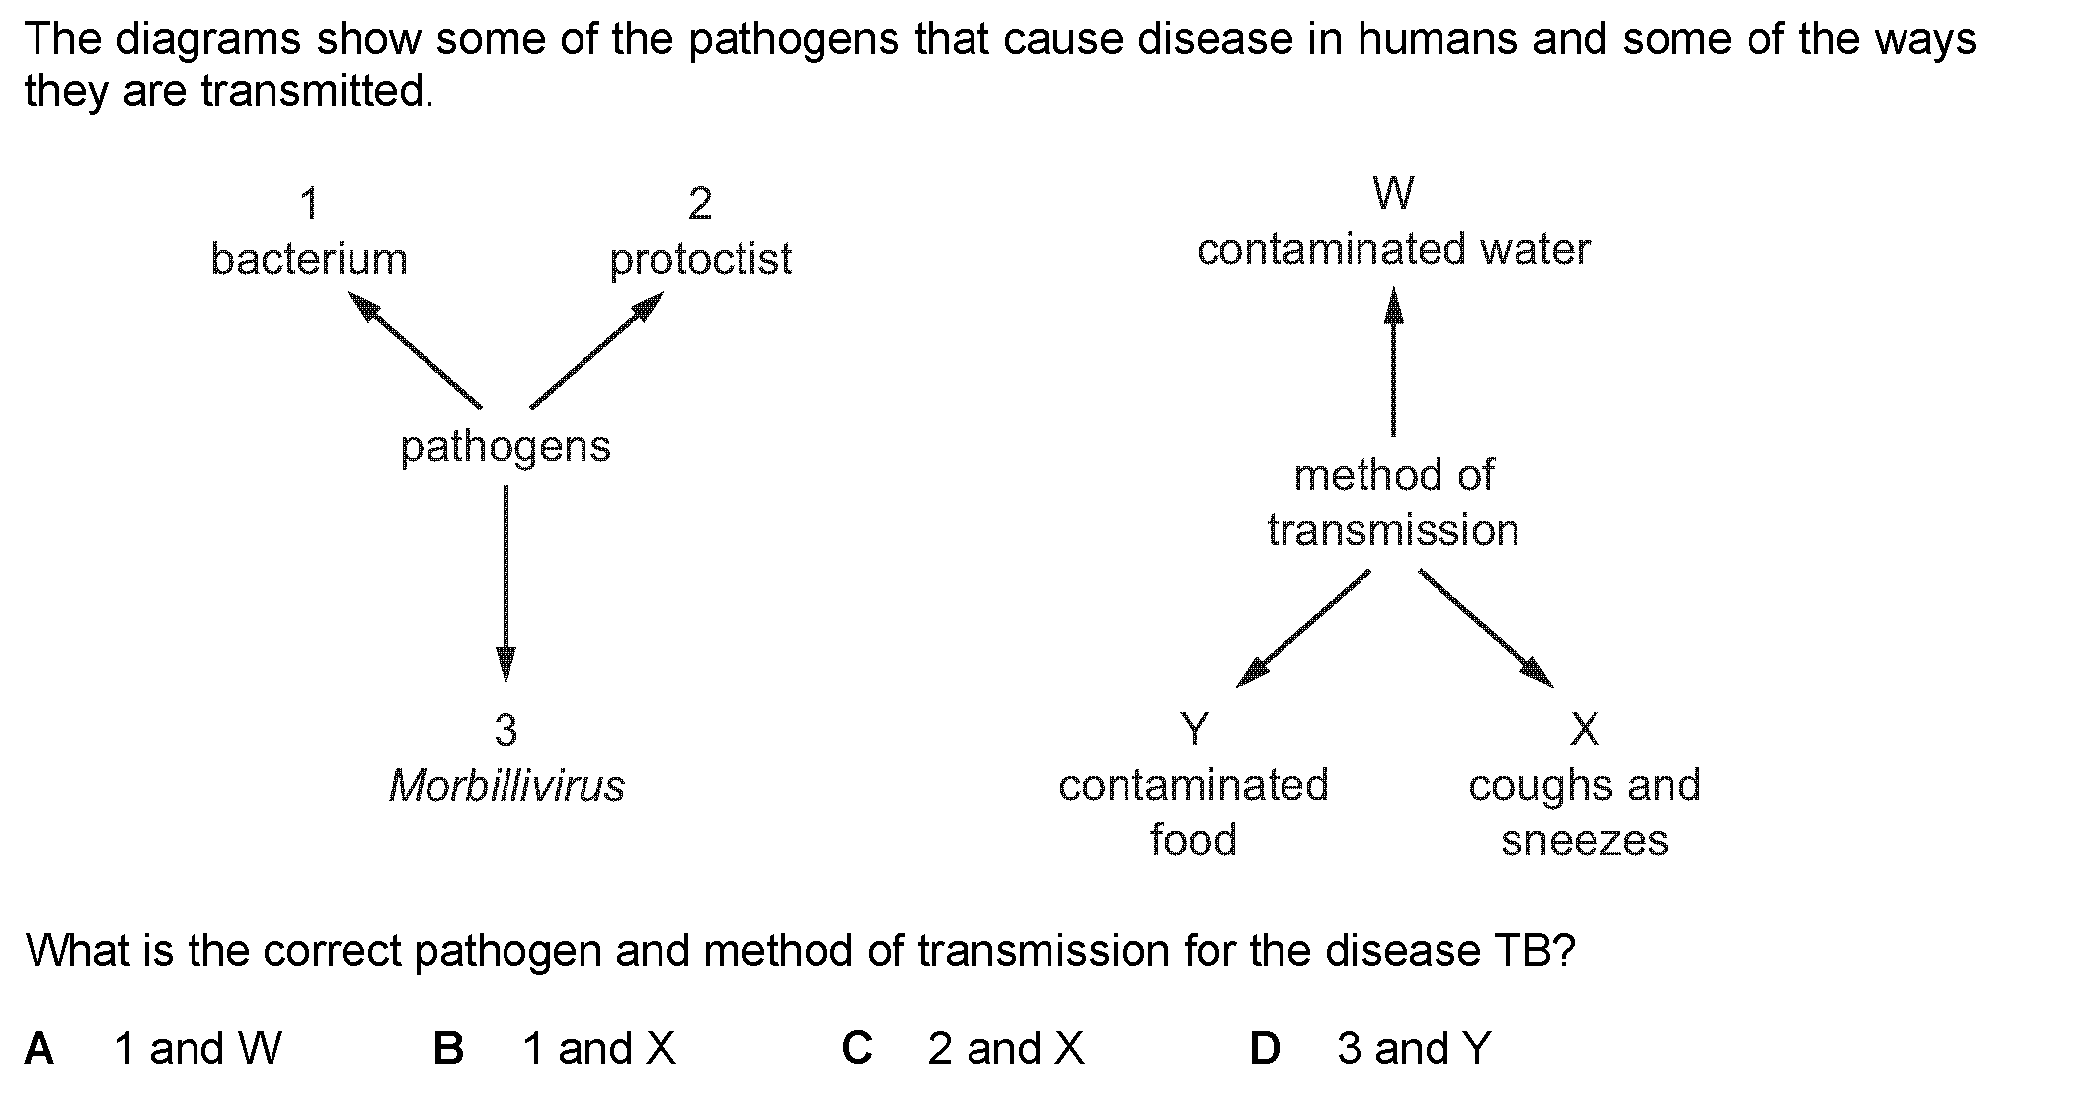 The diagrams show some of the pathogens that cause disease in humans and some of the ways
they are transmitted.
1
bacterium
2
protoctist
pathogens
3
Morbillivirus
W
contaminated water
method of
transmission
Y
contaminated
food
X
coughs and
sneezes
What is the correct pathogen and method of transmission for the disease TB?
A 1 and W B 1 and X C 2 and X D 3 and Y